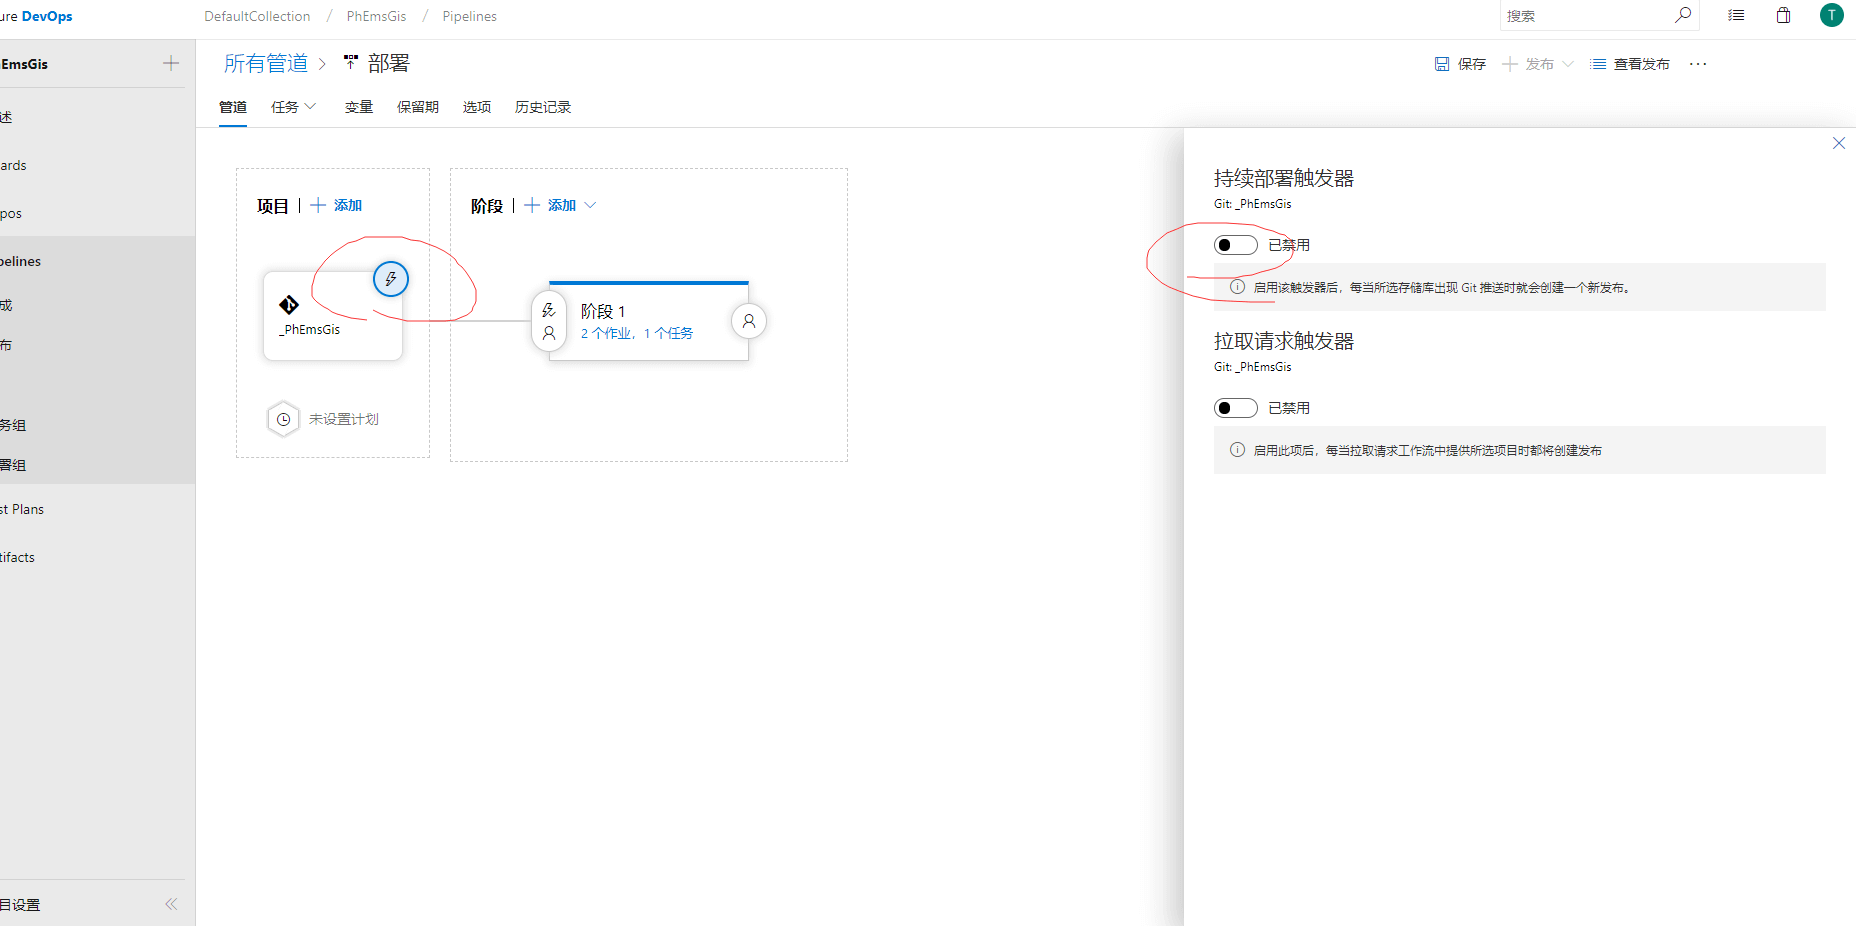 ure DevOps
DefaultCollection / PhEmsGis / Pipelines
搜索
T
EmsGis
述
ards
pos
pelines
成
布
务组
署组
st Plans
tifacts
目设置
所有管道 > 部署
保存
发布
查看发布
管道 任务 变量 保留期 选项 历史记录
项目 | + 添加
_PhEmsGis
未设置计划
阶段 | + 添加
阶段 1
2 个作业，1 个任务
持续部署触发器
Git: _PhEmsGis
已禁用
启用该触发器后，每当所选存储库出现 Git 推送时就会创建一个新发布。
拉取请求触发器
Git: _PhEmsGis
已禁用
启用此项后，每当拉取请求工作流中提供所选项目时都将创建发布